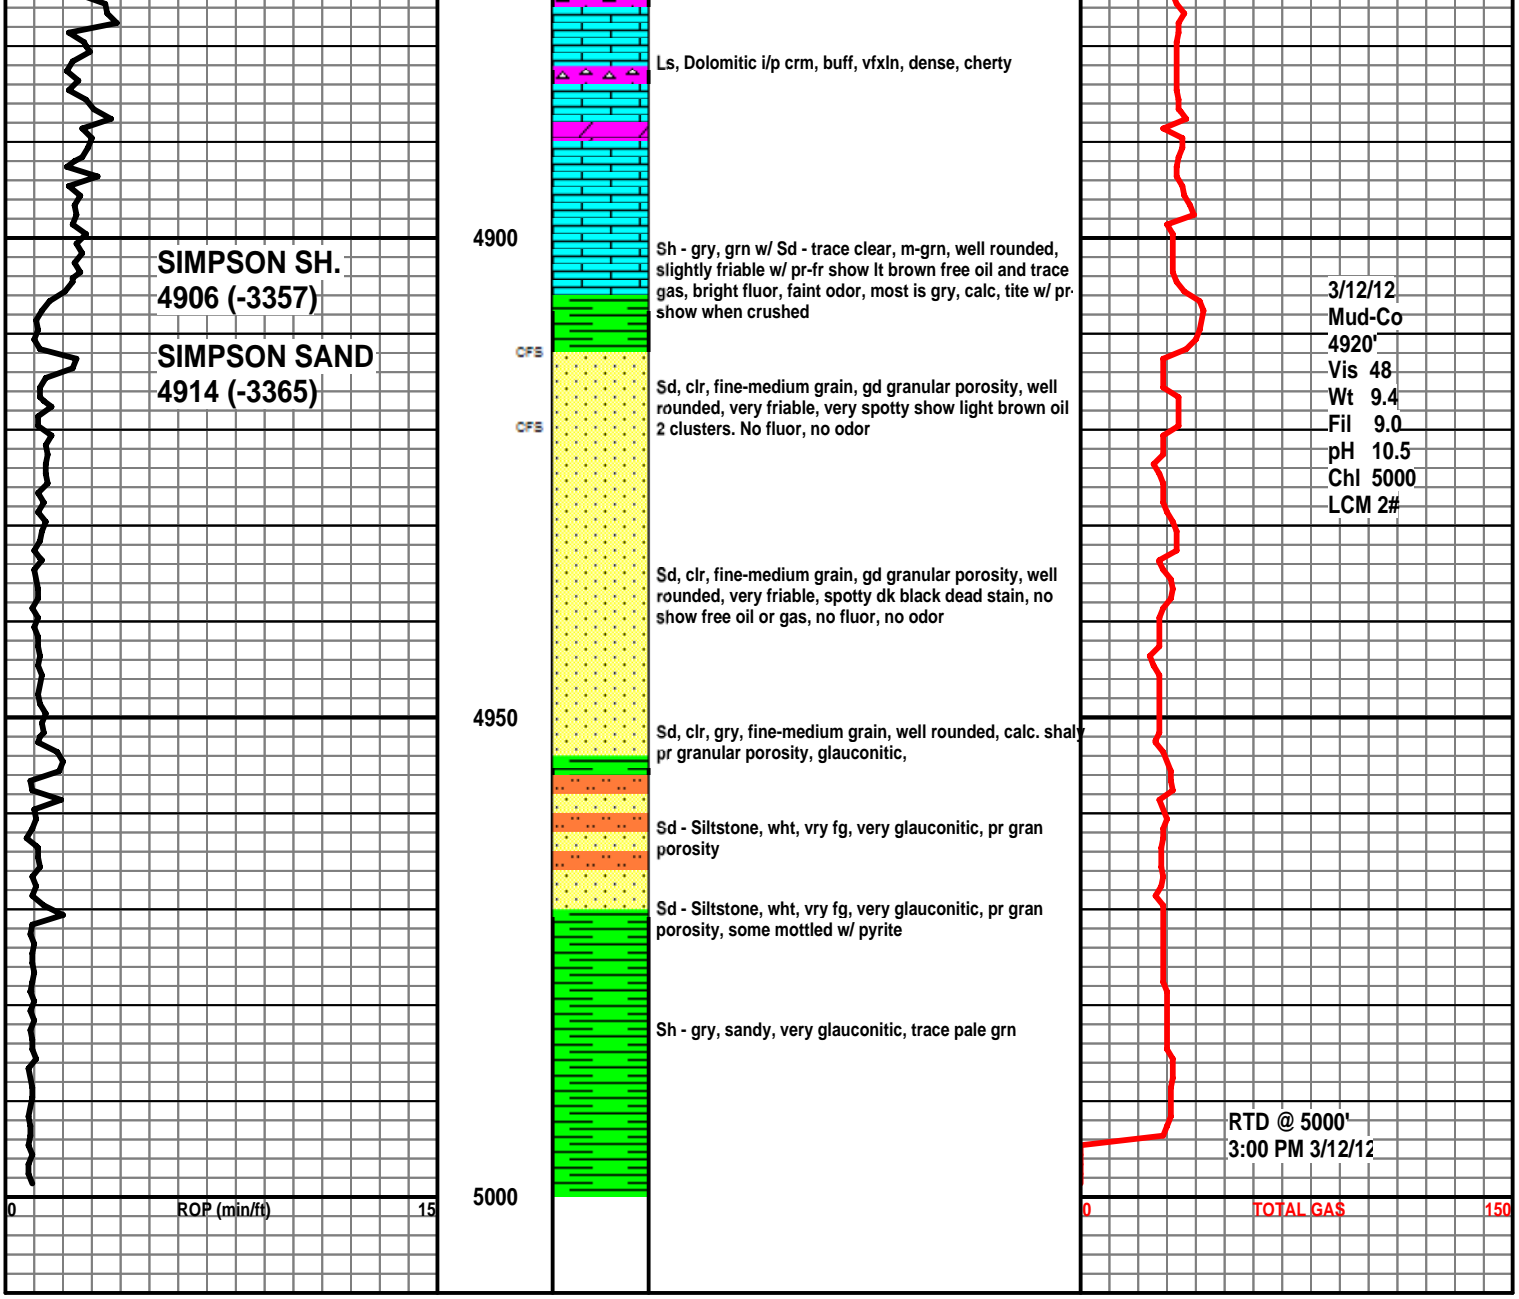 Ls, Dolomitic i/p crm, buff, vfxln, dense, cherty
4900
SIMPSON SH.
4906 (-3357)
Sh - gry, grn w/ Sd - trace clear, m-grn, well rounded,
slightly friable w/ pr-fr show lt brown free oil and trace
gas, bright fluor, faint odor, most is gry, calc, tite w/ pr-
show when crushed
3/12/12
Mud-Co
4920'
Vis 48
Wt 9.4
Fil 9.0
pH 10.5
Chl 5000
LCM 2#
SIMPSON SAND
4914 (-3365)
CFS
Sd, clr, fine-medium grain, gd granular porosity, well
rounded, very friable, very spotty show light brown oil
2 clusters. No fluor, no odor
CFS
Sd, clr, fine-medium grain, gd granular porosity, well
rounded, very friable, spotty dk black dead stain, no
show free oil or gas, no fluor, no odor
4950
Sd, clr, gry, fine-medium grain, well rounded, calc. shaly
pr granular porosity, glauconitic,
Sd - Siltstone, wht, vry fg, very glauconitic, pr gran
porosity
Sd - Siltstone, wht, vry fg, very glauconitic, pr gran
porosity, some mottled w/ pyrite
Sh - gry, sandy, very glauconitic, trace pale grn
RTD @ 5000'
3:00 PM 3/12/12
5000
0 ROP (min/ft) 15
0 TOTAL GAS 150